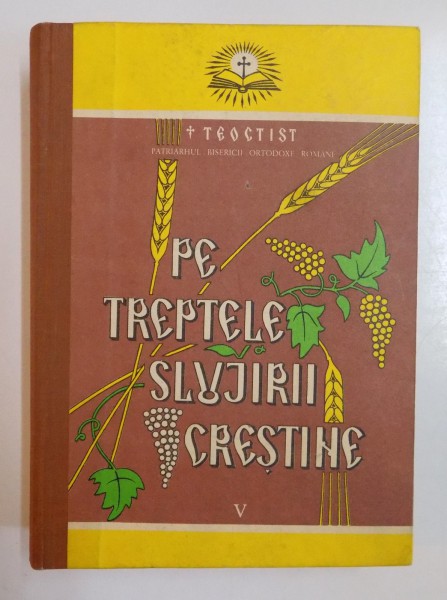 † TEOCTIST
PATRIARHUL BISERICII ORTODOXE ROMÂNE
PE
TREPTELE
SLUJIRII
CREȘTINE
V